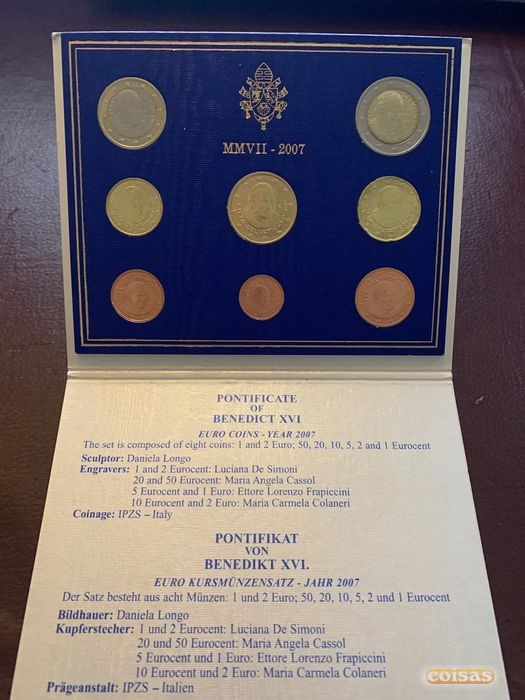 MMVII - 2007
PONTIFICATE
OF
BENEDICT XVI
EURO COINS - YEAR 2007
The set is composed of eight coins: 1 and 2 Euro; 50, 20, 10, 5, 2 and 1 Eurocent
Sculptor: Daniela Longo
Engravers: 1 and 2 Eurocent: Luciana De Simoni
20 and 50 Eurocent: Maria Angela Cassol
5 Eurocent and 1 Euro: Ettore Lorenzo Frapiccini
10 Eurocent and 2 Euro: Maria Carmela Colaneri
Coinage: IPZS – Italy
PONTIFIKAT
VON
BENEDIKT XVI.
EURO KURSMÜNZENSATZ - JAHR 2007
Der Satz besteht aus acht Münzen: 1 und 2 Euro; 50, 20, 10, 5, 2 und 1 Eurocent
Bildhauer: Daniela Longo
Kupferstecher: 1 und 2 Eurocent: Luciana De Simoni
20 und 50 Eurocent: Maria Angela Cassol
5 Eurocent und 1 Euro: Ettore Lorenzo Frapiccini
10 Eurocent und 2 Euro: Maria Carmela Colaneri
Prägeanstalt: IPZS – Italien
coisas